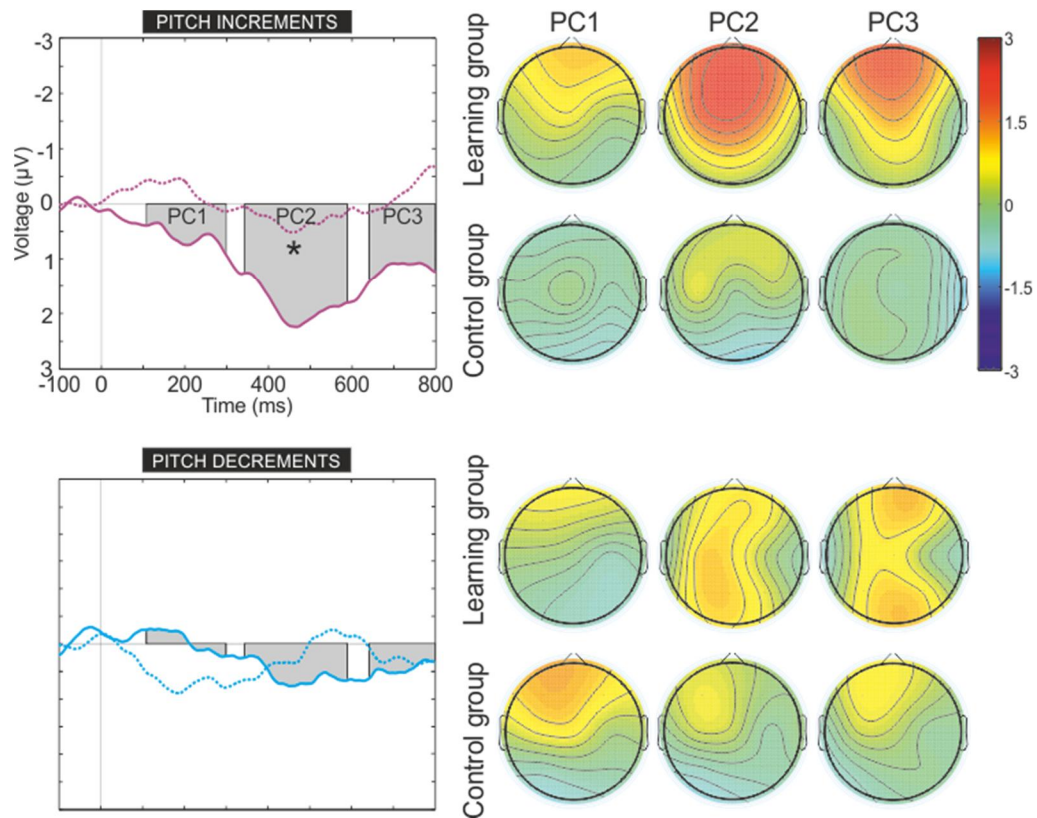 PITCH INCREMENTS
-3
-2
-1
0
1
2
3
Voltage (µV)
PC1
PC2
PC3
*
-100 0 200 400 600 800
Time (ms)
PC1 PC2 PC3
Learning group
Control group
3
1.5
0
-1.5
-3
PITCH DECREMENTS
Learning group
Control group